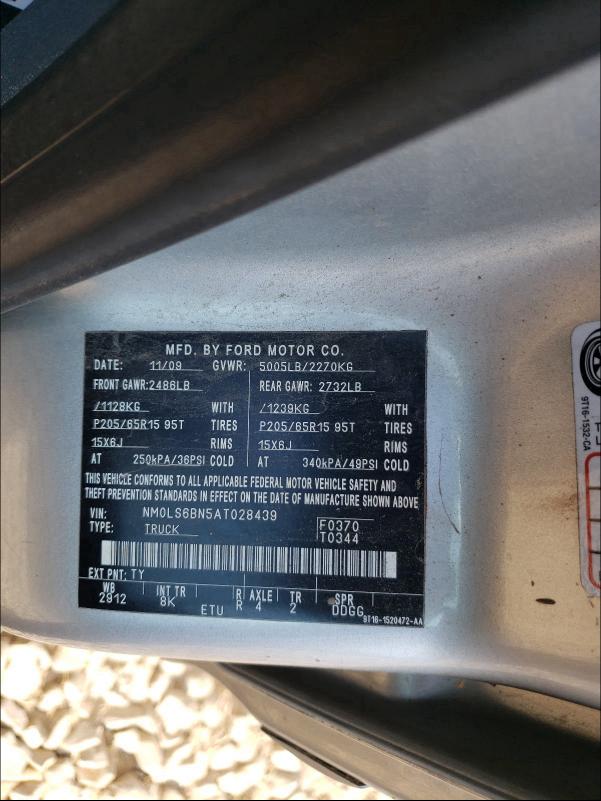 MFD. BY FORD MOTOR CO.
DATE: 11/09 GVWR: 5005LB/2270KG
FRONT GAWR: 2486LB REAR GAWR: 2732LB
/1128KG WITH /1239KG WITH
P205/65R15 95T TIRES P205/65R15 95T TIRES
15X6J RIMS 15X6J RIMS
AT 250kPA/36PSI COLD AT 340kPA/49PSI COLD
THIS VEHICLE CONFORMS TO ALL APPLICABLE FEDERAL MOTOR VEHICLE SAFETY AND
THEFT PREVENTION STANDARDS IN EFFECT ON THE DATE OF MANUFACTURE SHOWN ABOVE
VIN: NM0LS6BN5AT028439 F0370
TYPE: TRUCK T0344
EXT PNT: TY
WB INT TR R AXLE TR SPR
2912 8K ETU R 4 2 DDGG
9T16-1520472-AA
9T16-1532-CA